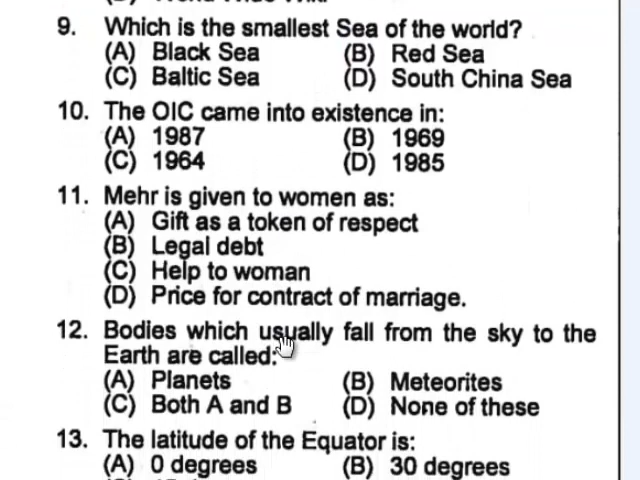 9. Which is the smallest Sea of the world?
(A) Black Sea (B) Red Sea
(C) Baltic Sea (D) South China Sea
10. The OIC came into existence in:
(A) 1987 (B) 1969
(C) 1964 (D) 1985
11. Mehr is given to women as:
(A) Gift as a token of respect
(B) Legal debt
(C) Help to woman
(D) Price for contract of marriage.
12. Bodies which usually fall from the sky to the
Earth are called:
(A) Planets (B) Meteorites
(C) Both A and B (D) None of these
13. The latitude of the Equator is:
(A) 0 degrees (B) 30 degrees